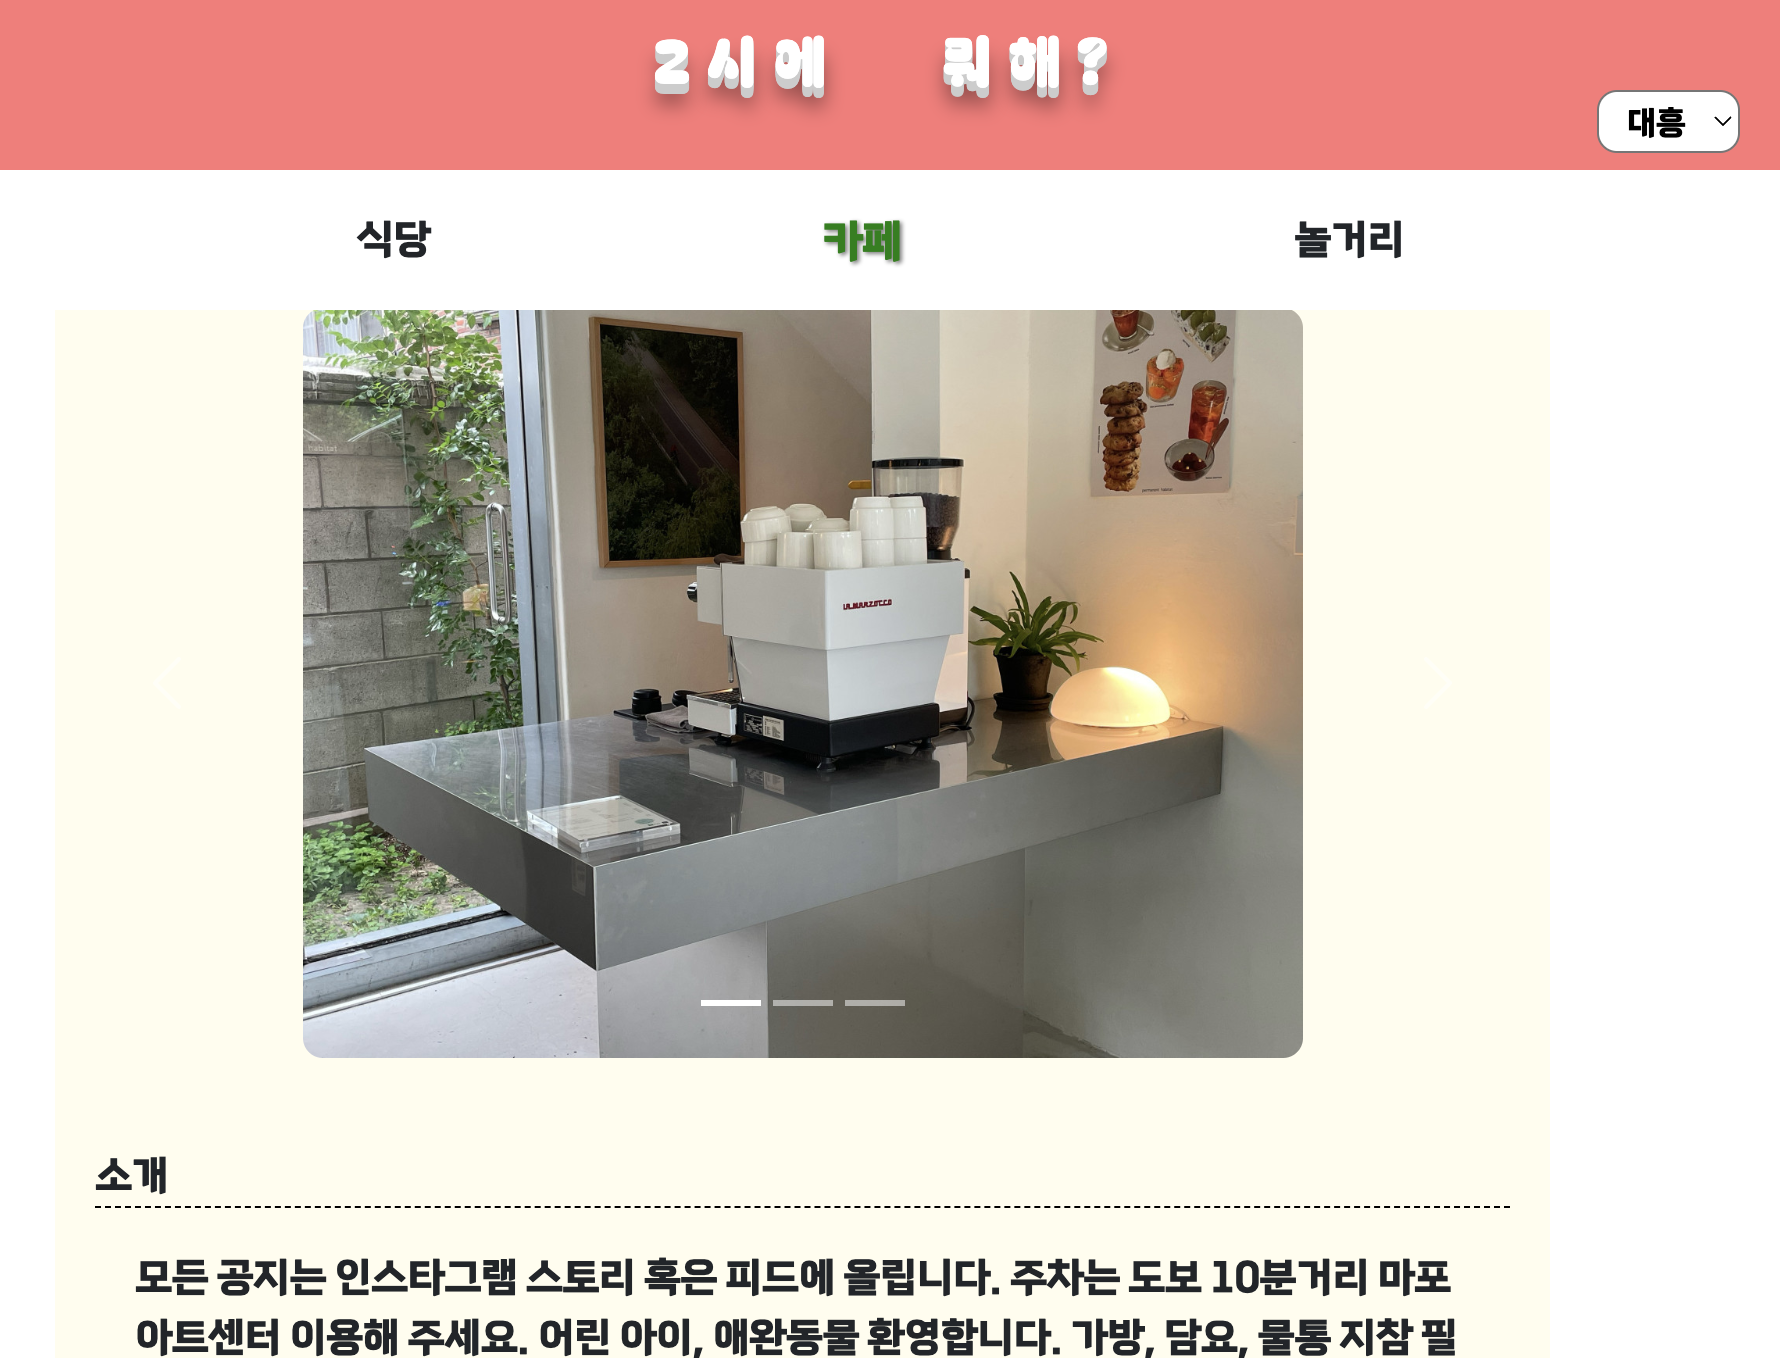 2시에 뭐해?
대흥
식당 카페 놀거리
habitat
소개
모든 공지는 인스타그램 스토리 혹은 피드에 올립니다. 주차는 도보 10분거리 마포
아트센터 이용해 주세요. 어린 아이, 애완동물 환영합니다. 가방, 담요, 물통 지참 필